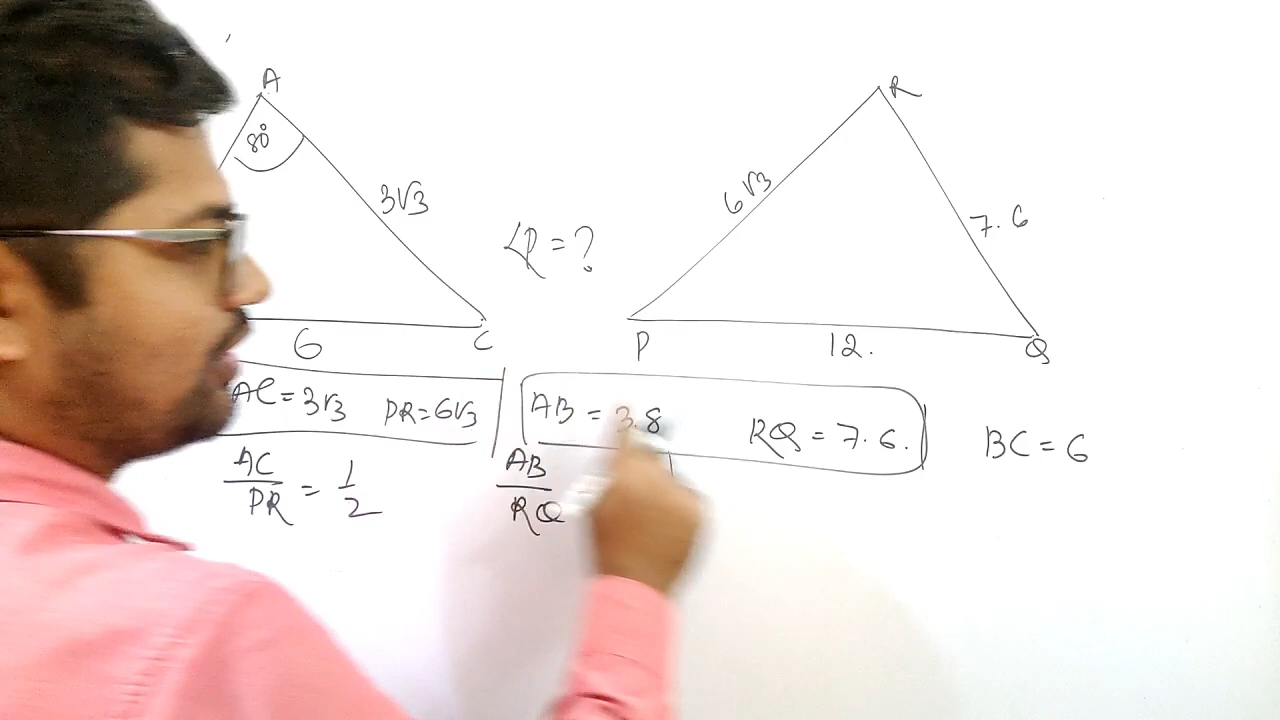 A
R
80°
3√3
6√3
7.6
∠P = ?
6
C
P
12.
Q
AC = 3√3 PR = 6√3 AB = 3.8 RQ = 7.6. BC = 6
AC/PR = 1/2 AB/RQ